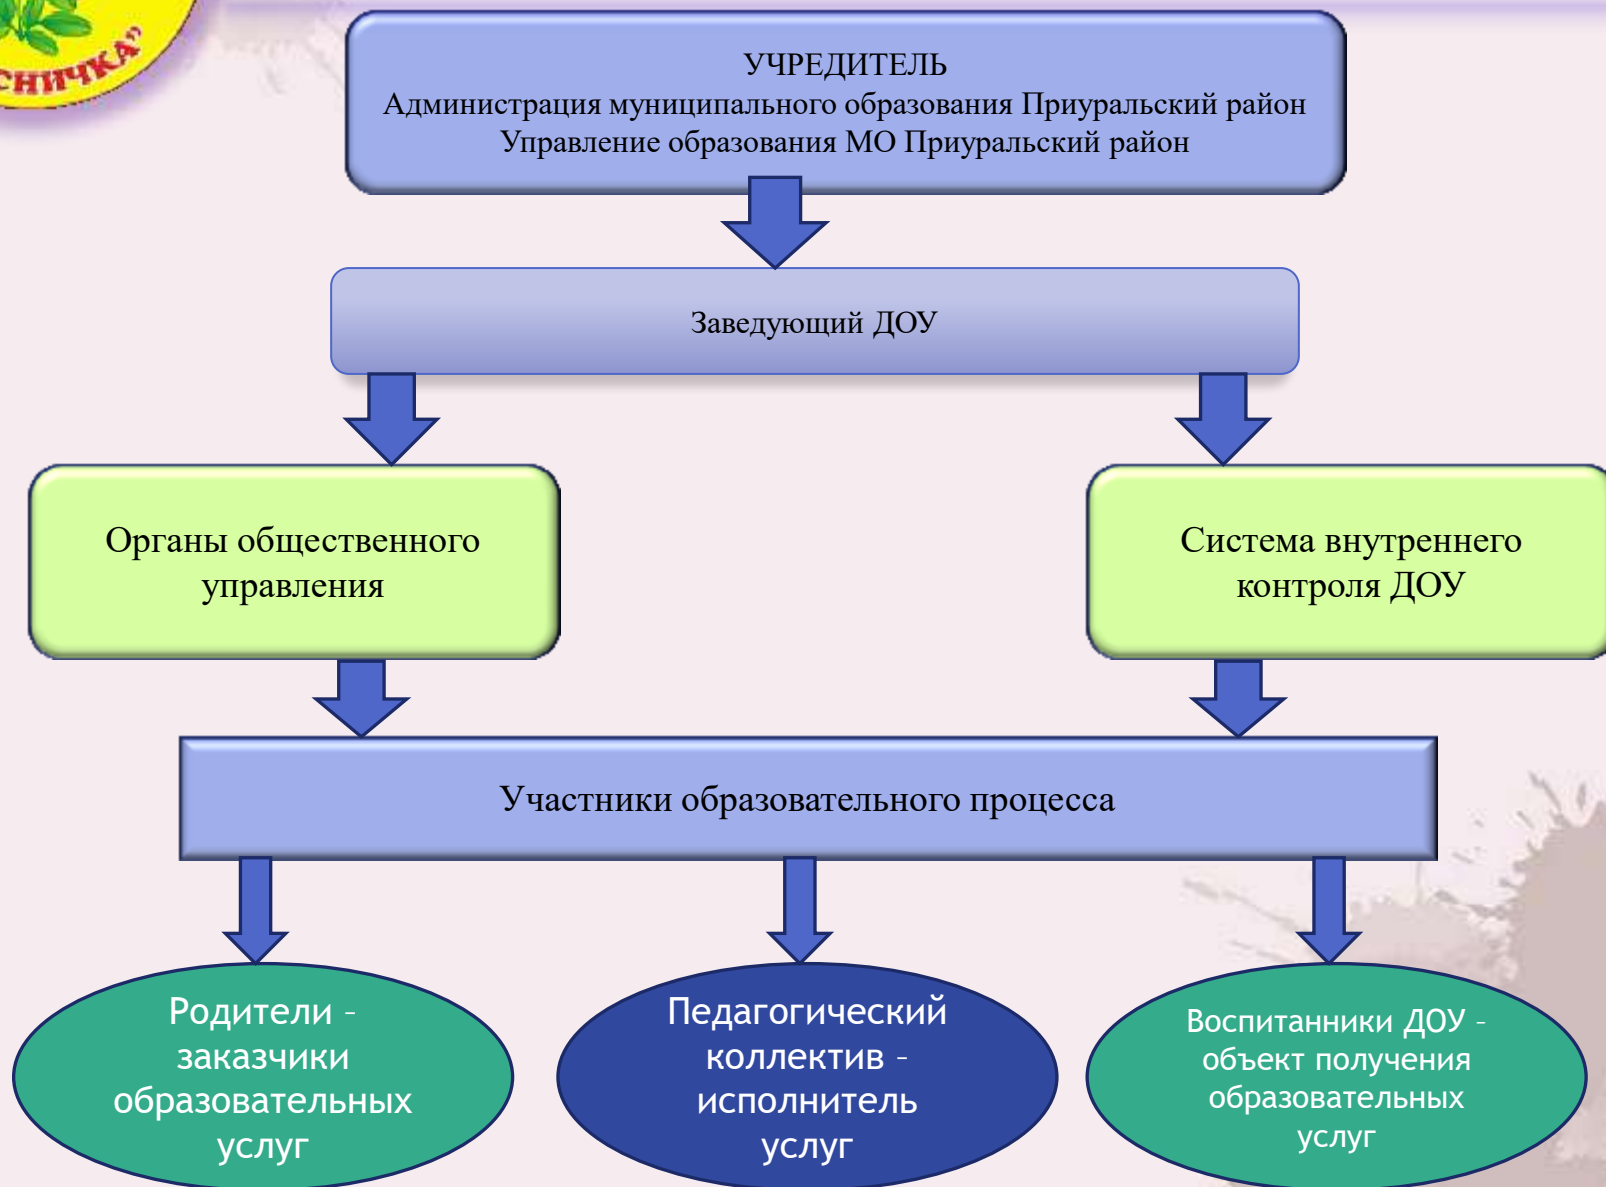 СНИЧКА”
УЧРЕДИТЕЛЬ
Администрация муниципального образования Приуральский район
Управление образования МО Приуральский район
Заведующий ДОУ
Органы общественного
управления
Система внутреннего
контроля ДОУ
Участники образовательного процесса
Родители –
заказчики
образовательных
услуг
Педагогический
коллектив –
исполнитель
услуг
Воспитанники ДОУ –
объект получения
образовательных
услуг